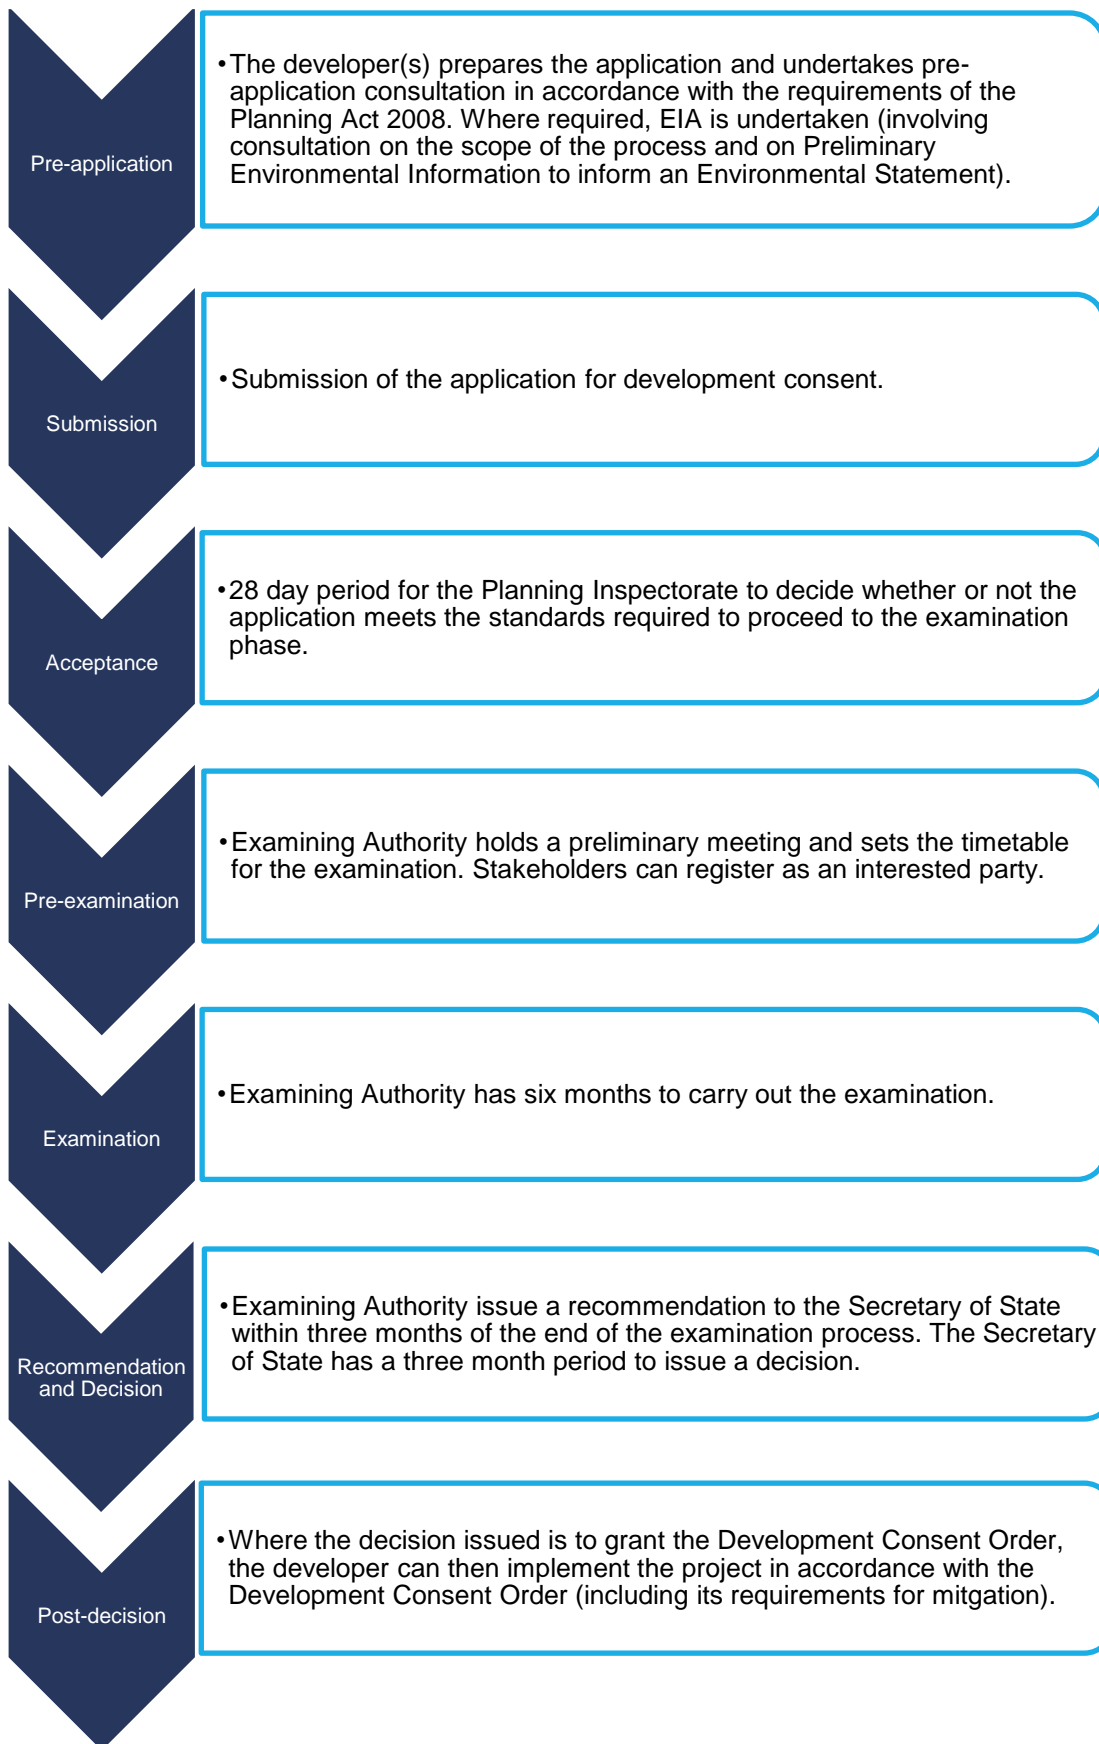 Pre-application
•The developer(s) prepares the application and undertakes pre-
application consultation in accordance with the requirements of the
Planning Act 2008. Where required, EIA is undertaken (involving
consultation on the scope of the process and on Preliminary
Environmental Information to inform an Environmental Statement).
Submission
•Submission of the application for development consent.
Acceptance
•28 day period for the Planning Inspectorate to decide whether or not the
application meets the standards required to proceed to the examination
phase.
Pre-examination
•Examining Authority holds a preliminary meeting and sets the timetable
for the examination. Stakeholders can register as an interested party.
Examination
•Examining Authority has six months to carry out the examination.
Recommendation
and Decision
•Examining Authority issue a recommendation to the Secretary of State
within three months of the end of the examination process. The Secretary
of State has a three month period to issue a decision.
Post-decision
•Where the decision issued is to grant the Development Consent Order,
the developer can then implement the project in accordance with the
Development Consent Order (including its requirements for mitgation).